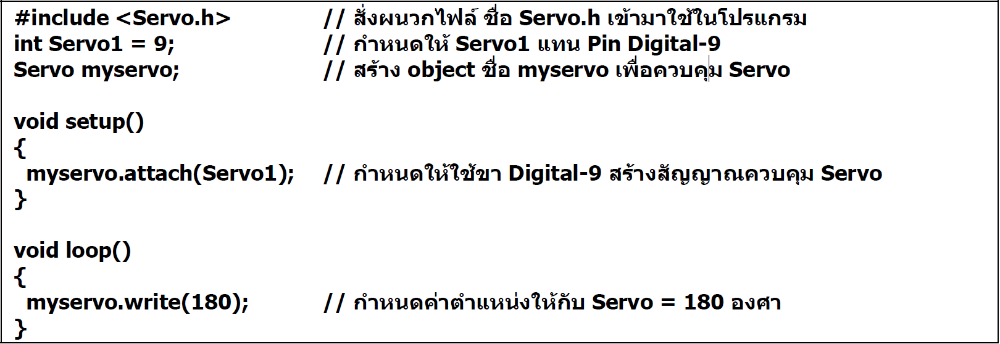 #include <Servo.h> // สั่งผนวกไฟล์ ชื่อ Servo.h เข้ามาใช้ในโปรแกรม
int Servo1 = 9; // กำหนดให้ Servo1 แทน Pin Digital-9
Servo myservo; // สร้าง object ชื่อ myservo เพื่อควบคุม Servo
void setup()
{
myservo.attach(Servo1); // กำหนดให้ใช้ขา Digital-9 สร้างสัญญาณควบคุม Servo
}
void loop()
{
myservo.write(180); // กำหนดค่าตำแหน่งให้กับ Servo = 180 องศา
}